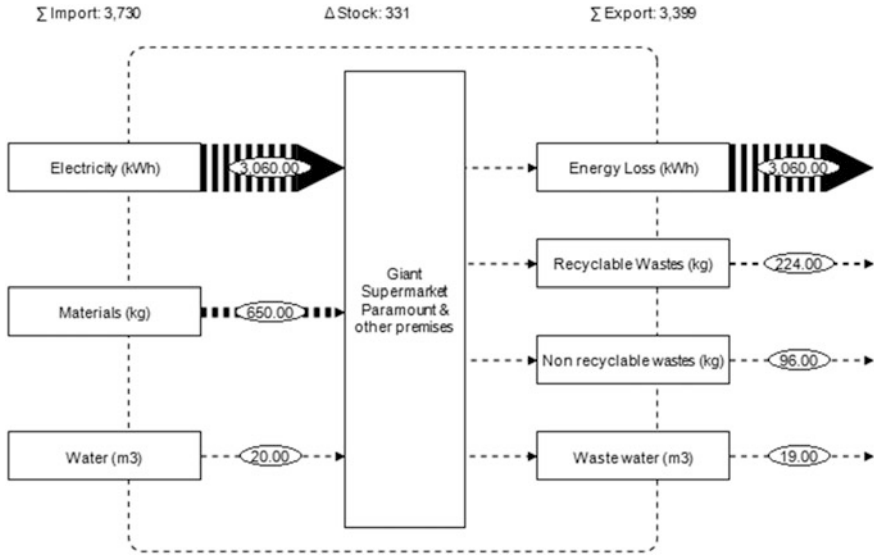 ∑ Import: 3,730
Δ Stock: 331
∑ Export: 3,399
Electricity (kWh)
3,060.00
Energy Loss (kWh)
3,060.00
Recyclable Wastes (kg)
224.00
Giant
Supermarket
Paramount &
other premises
Materials (kg)
650.00
Non recyclable wastes (kg)
96.00
Water (m3)
20.00
Waste water (m3)
19.00